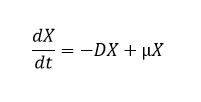 dX/dt = −DX + µX